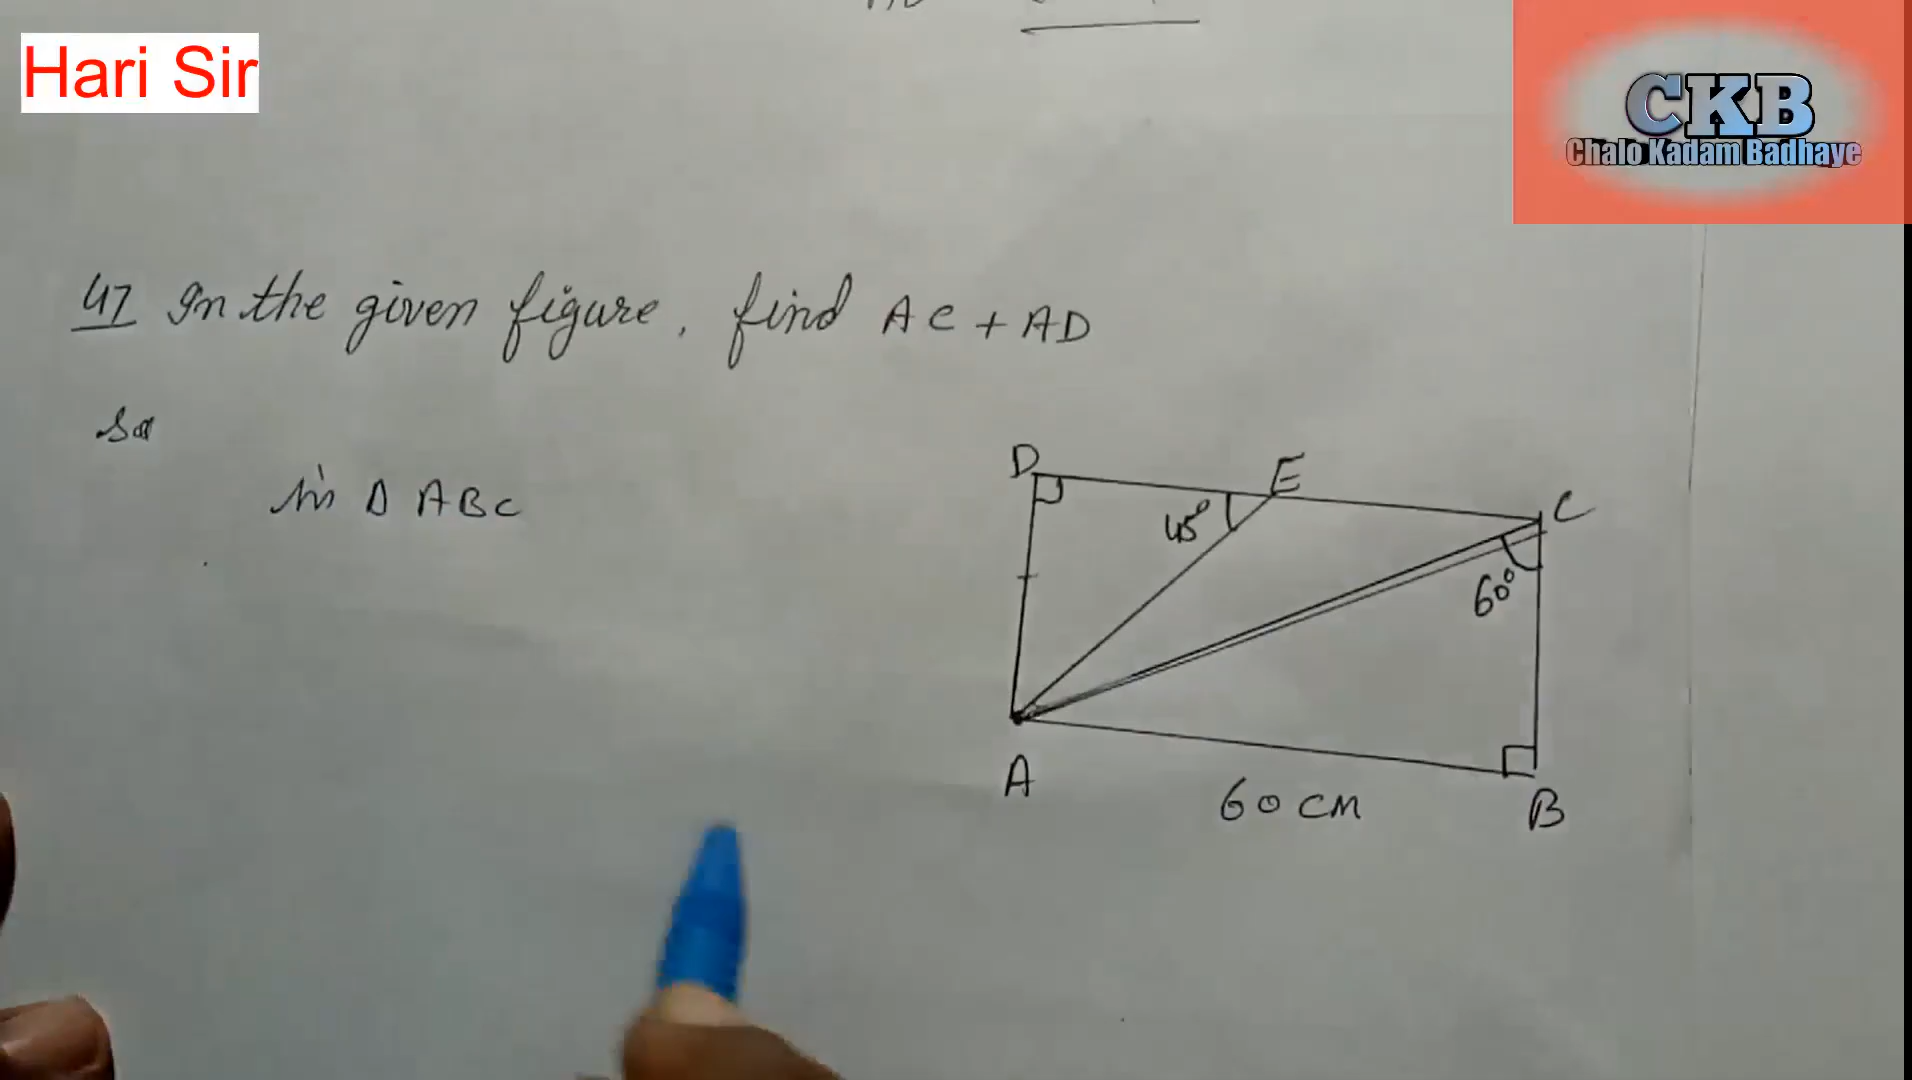 Hari Sir
CKB
Chalo Kadam Badhaye
47 In the given figure, find AC + AD
in Δ ABC
D
E
C
45°
60°
A
60 CM
B